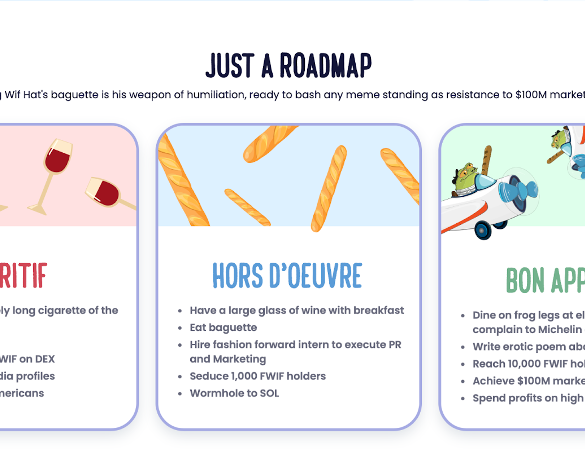 JUST A ROADMAP
Wif Hat's baguette is his weapon of humiliation, ready to bash any meme standing as resistance to $100M market
RITIF
ly long cigarette of the
WIF on DEX
dia profiles
mericans
HORS D'OEUVRE
Have a large glass of wine with breakfast
Eat baguette
Hire fashion forward intern to execute PR
and Marketing
Seduce 1,000 FWIF holders
Wormhole to SOL
BON APP
Dine on frog legs at el
complain to Michelin
Write erotic poem abo
Reach 10,000 FWIF hol
Achieve $100M marke
Spend profits on high